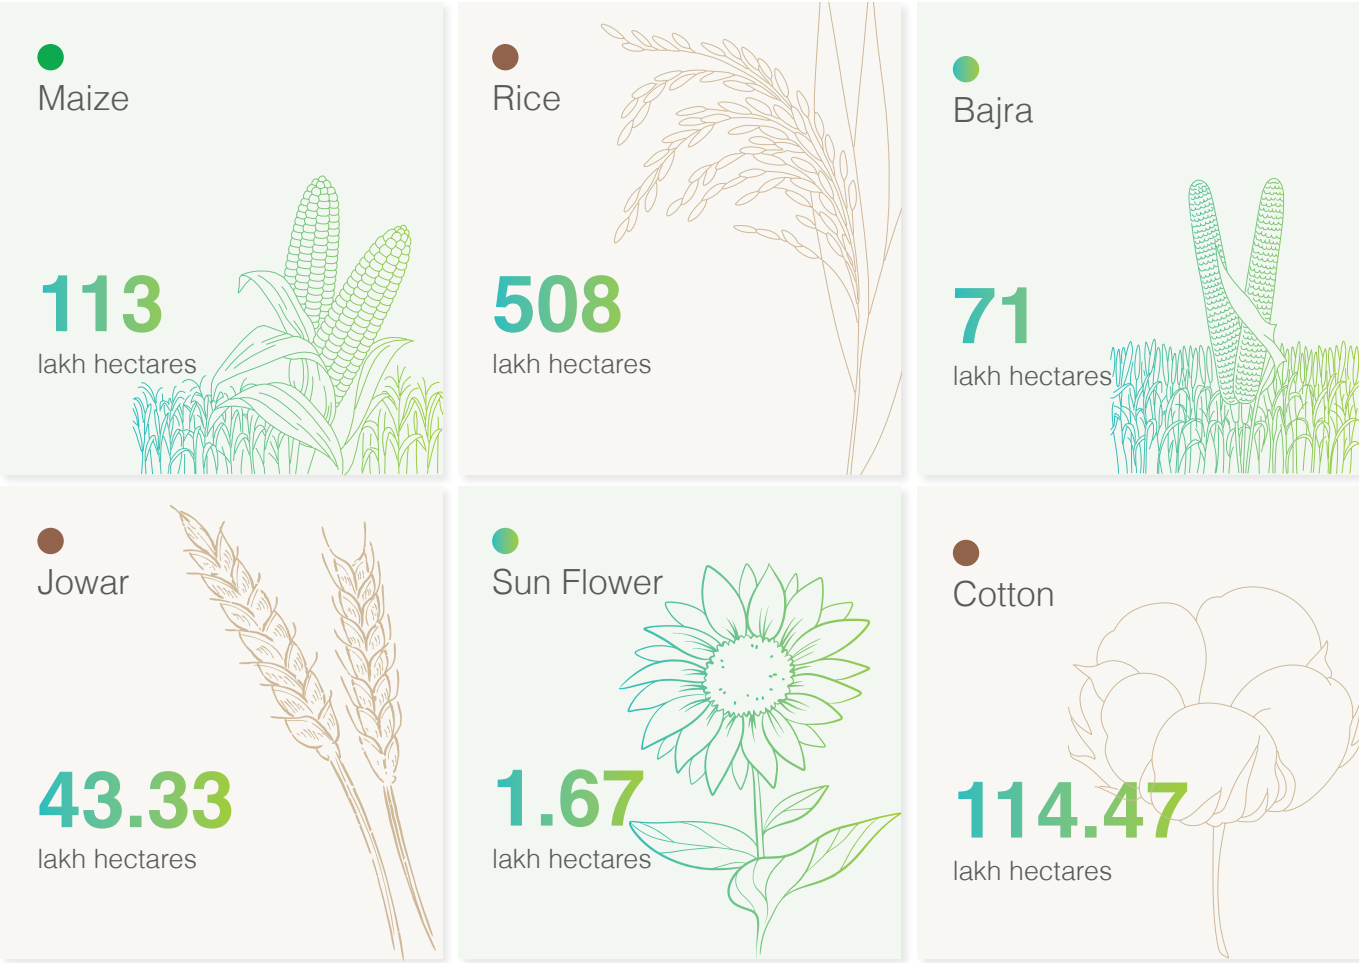 Maize
113
lakh hectares
Rice
508
lakh hectares
Bajra
71
lakh hectares
Jowar
43.33
lakh hectares
Sun Flower
1.67
lakh hectares
Cotton
114.47
lakh hectares